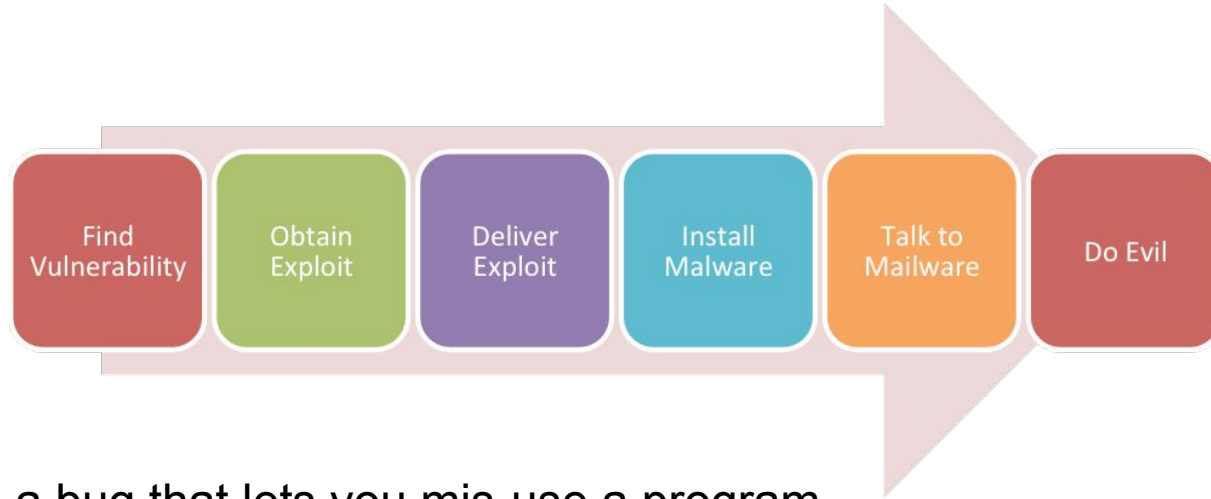 Find
Vulnerability
Obtain
Exploit
Deliver
Exploit
Install
Malware
Talk to
Mailware
Do Evil
a bug that lets you mis-use a program